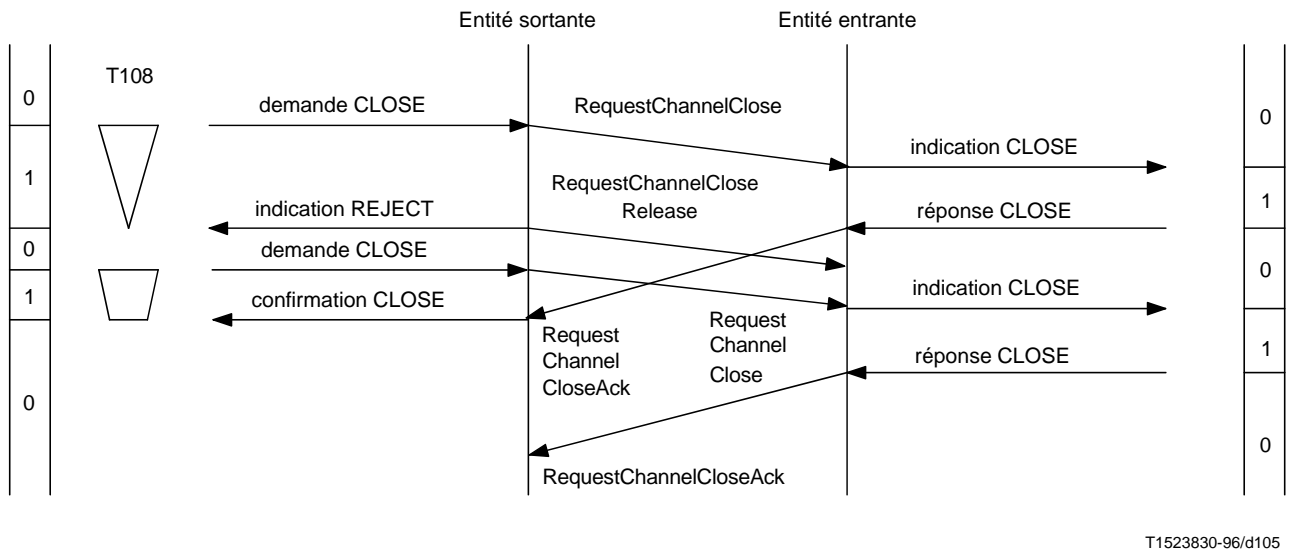 Entité sortante
Entité entrante
T108
0
demande CLOSE
RequestChannelClose
0
indication CLOSE
1
RequestChannelClose
Release
1
indication REJECT
réponse CLOSE
0
demande CLOSE
0
1
confirmation CLOSE
indication CLOSE
Request
Channel
CloseAck
Request
Channel
Close
1
réponse CLOSE
0
0
RequestChannelCloseAck
T1523830-96/d105